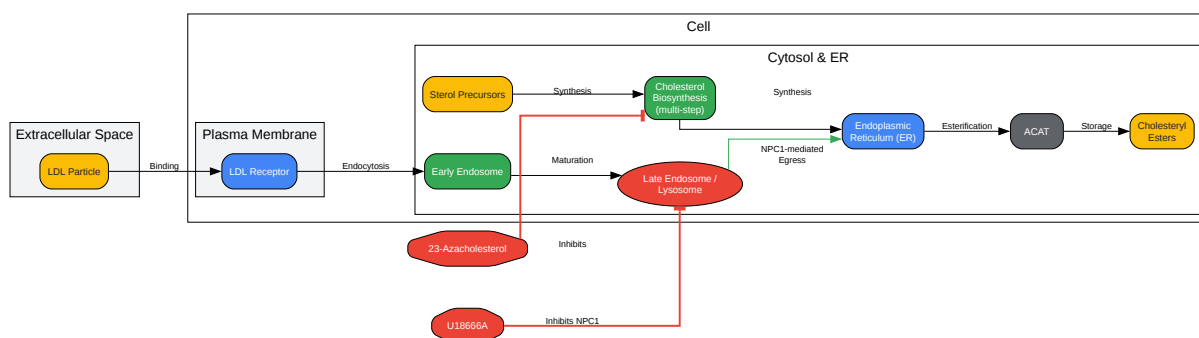 Cell
Cytosol & ER
Sterol Precursors
Synthesis
Cholesterol
Biosynthesis
(multi-step)
Synthesis
Extracellular Space
LDL Particle
Binding
Plasma Membrane
LDL Receptor
Endocytosis
Early Endosome
Maturation
Late Endosome /
Lysosome
NPC1-mediated
Egress
Endoplasmic
Reticulum (ER)
Esterification
ACAT
Storage
Cholesteryl
Esters
23-Azacholesterol
Inhibits
U18666A
Inhibits NPC1